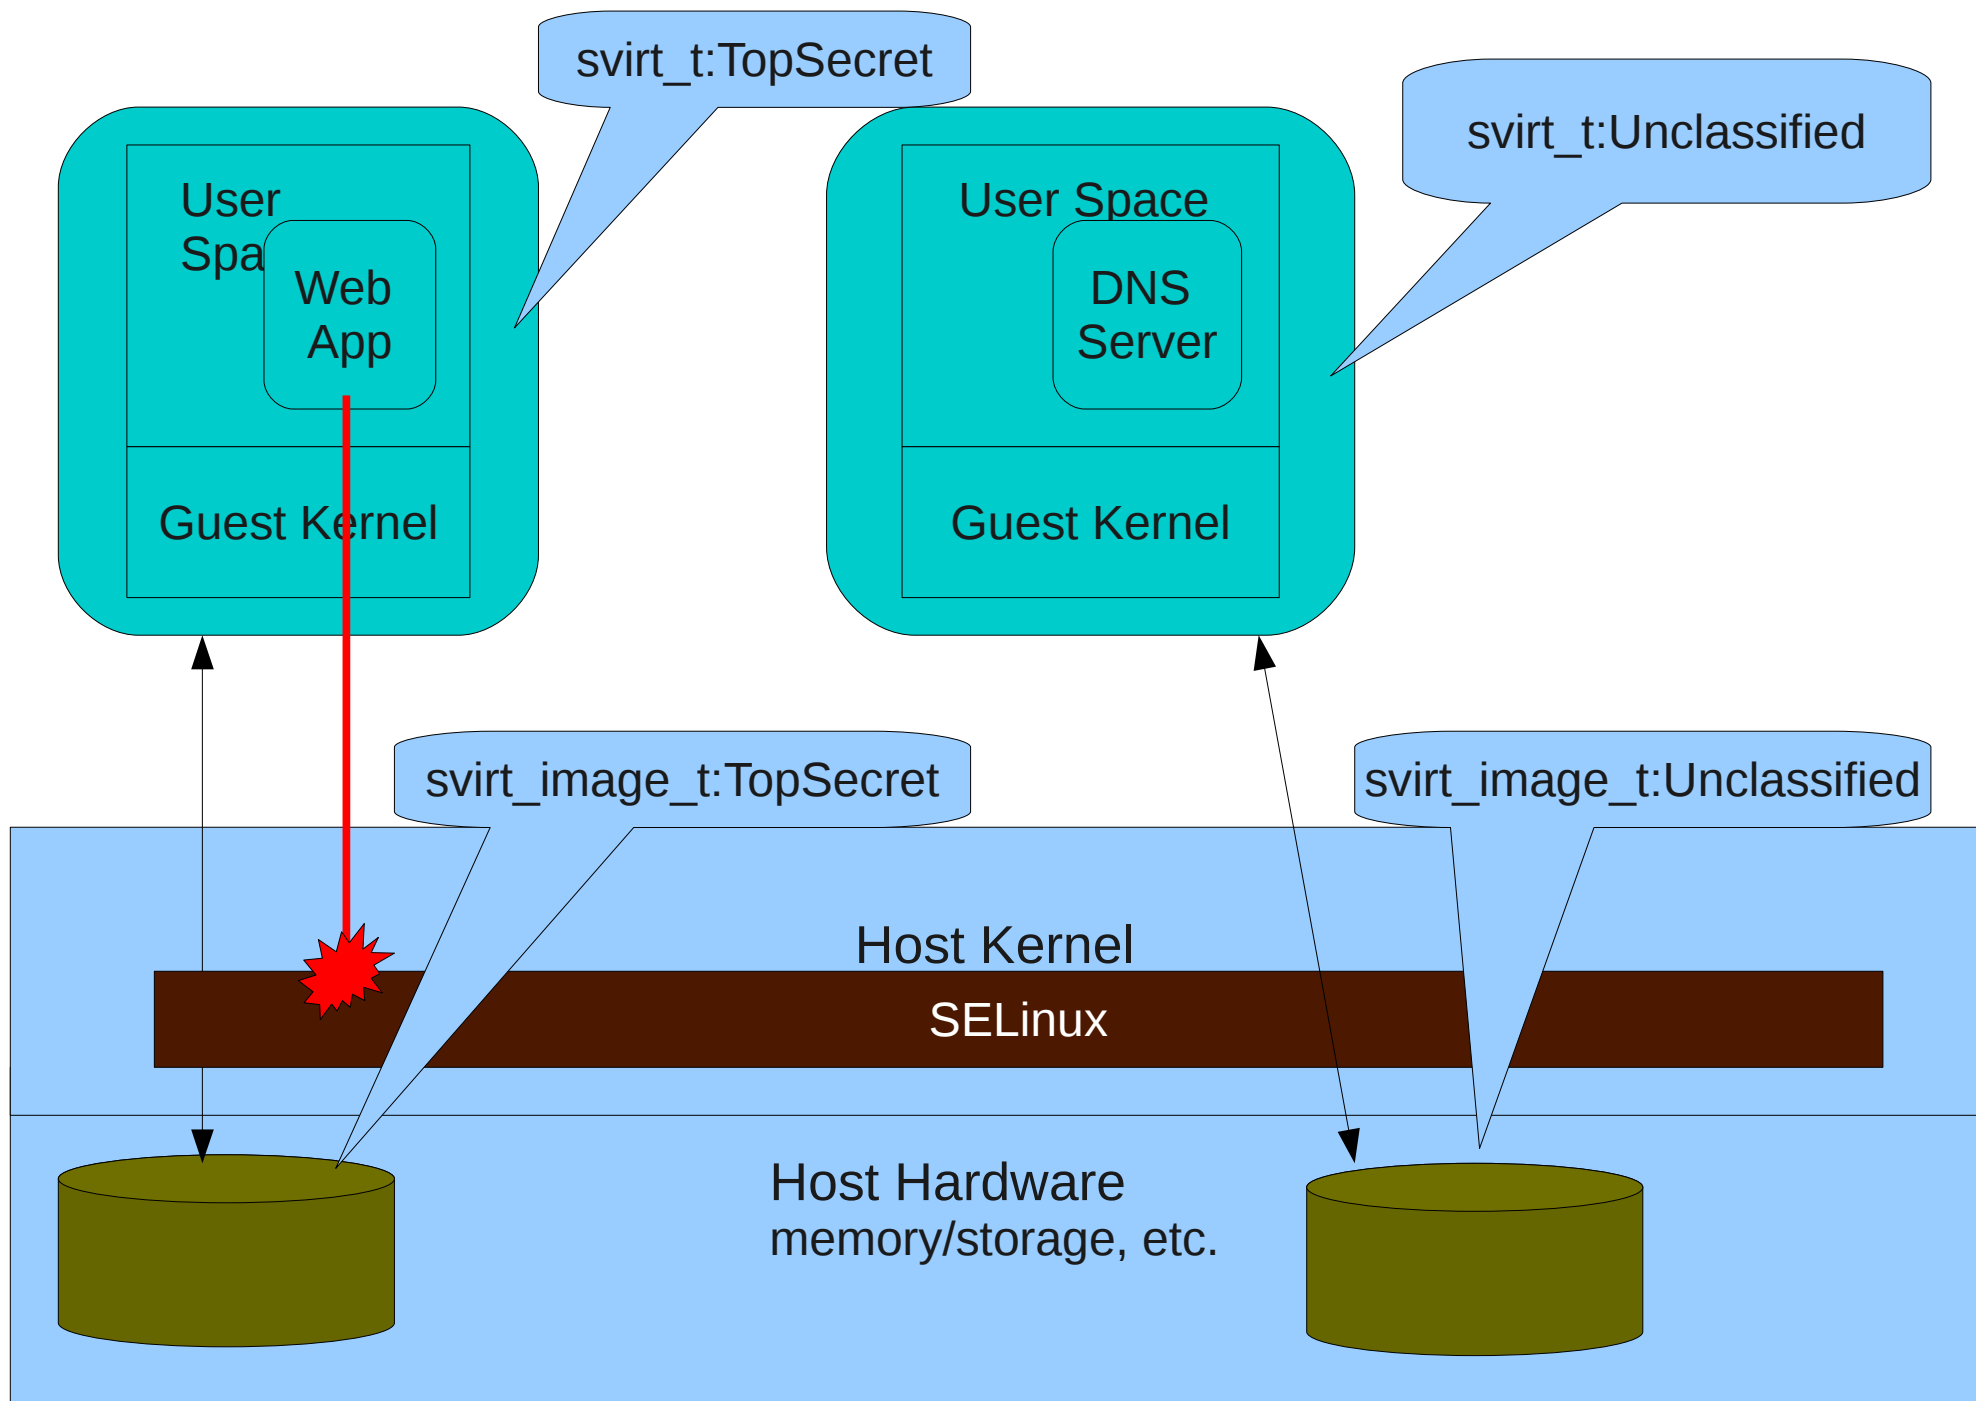 svirt_t:TopSecret
svirt_t:Unclassified
User
Spa
Web
App
Guest Kernel
User Space
DNS
Server
Guest Kernel
svirt_image_t:TopSecret
svirt_image_t:Unclassified
Host Kernel
SELinux
Host Hardware
memory/storage, etc.